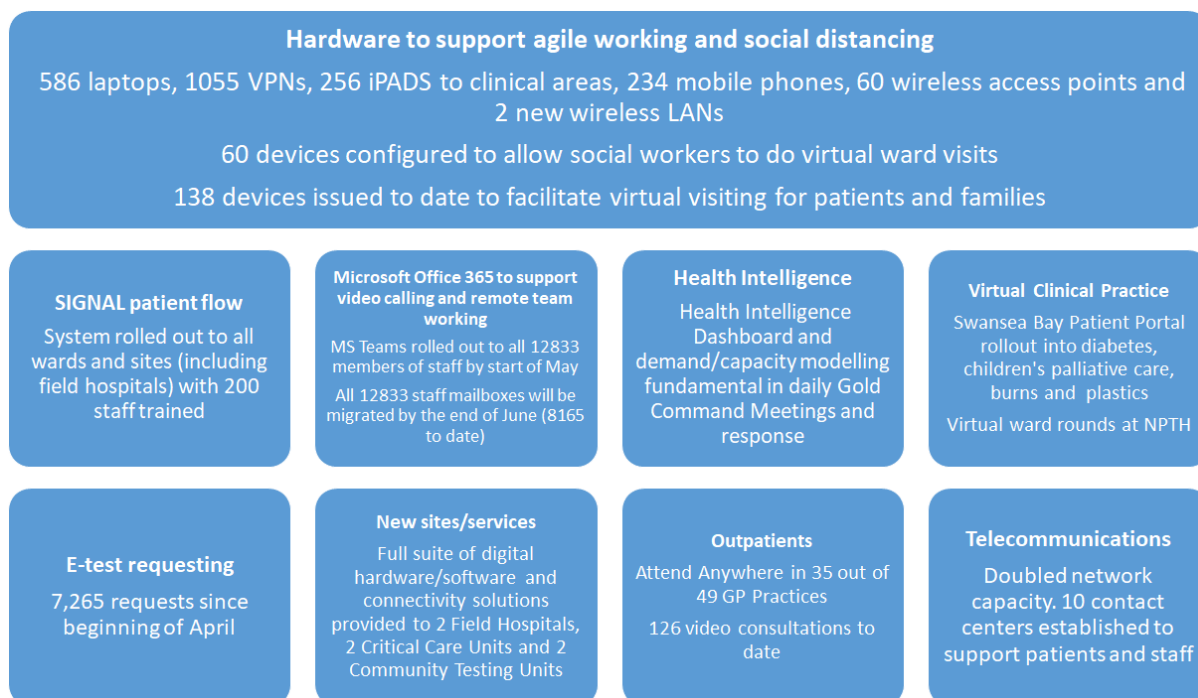 Hardware to support agile working and social distancing
586 laptops, 1055 VPNs, 256 iPADS to clinical areas, 234 mobile phones, 60 wireless access points and
2 new wireless LANs
60 devices configured to allow social workers to do virtual ward visits
138 devices issued to date to facilitate virtual visiting for patients and families
SIGNAL patient flow
System rolled out to all
wards and sites (including
field hospitals) with 200
staff trained
Microsoft Office 365 to support
video calling and remote team
working
MS Teams rolled out to all 12833
members of staff by start of May
All 12833 staff mailboxes will be
migrated by the end of June (8165
to date)
Health Intelligence
Health Intelligence
Dashboard and
demand/capacity modelling
fundamental in daily Gold
Command Meetings and
response
Virtual Clinical Practice
Swansea Bay Patient Portal
rollout into diabetes,
children's palliative care,
burns and plastics
Virtual ward rounds at NPTH
E-test requesting
7,265 requests since
beginning of April
New sites/services
Full suite of digital
hardware/software and
connectivity solutions
provided to 2 Field Hospitals,
2 Critical Care Units and 2
Community Testing Units
Outpatients
Attend Anywhere in 35 out of
49 GP Practices
126 video consultations to
date
Telecommunications
Doubled network
capacity. 10 contact
centers established to
support patients and staff